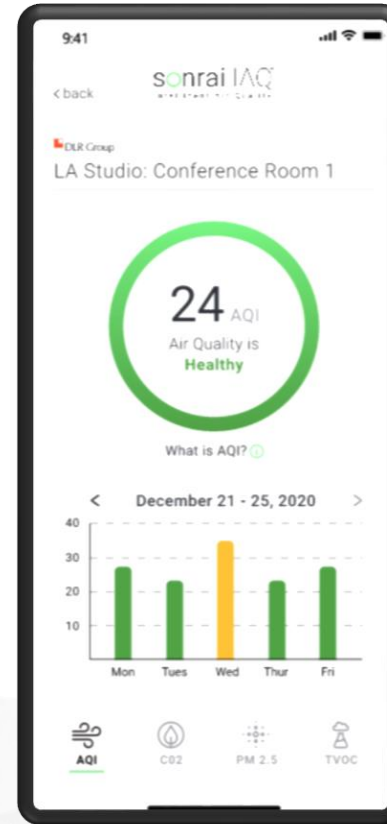 9:41
< back
sonrai IAQ
DLR Group
LA Studio: Conference Room 1
24 AQI
Air Quality is
Healthy
What is AQI?
< December 21 - 25, 2020 >
40
30
20
10
Mon Tues Wed Thur Fri
AQI C02 PM 2.5 TVOC